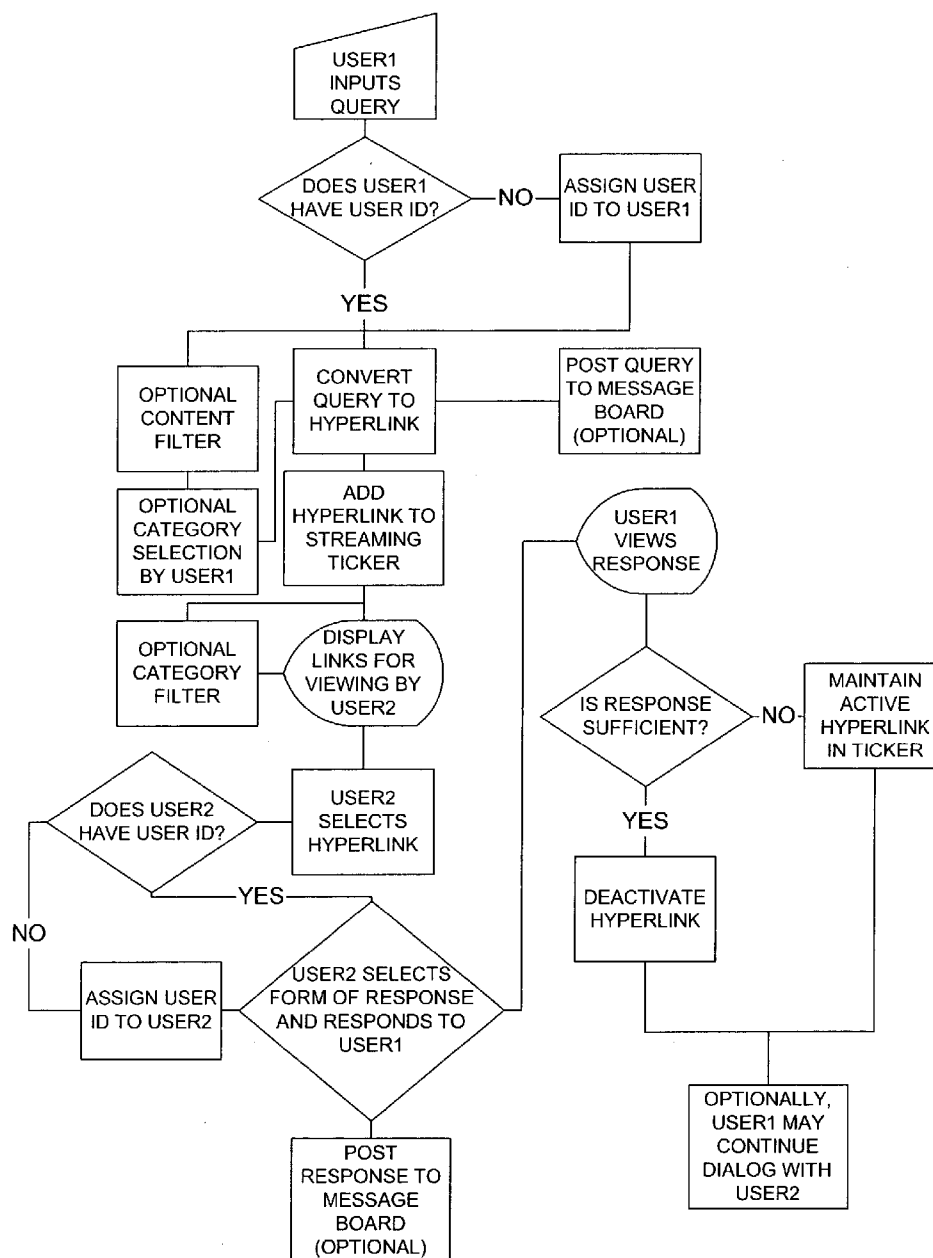 USER1
INPUTS
QUERY
DOES USER1
HAVE USER ID?
NO
ASSIGN USER
ID TO USER1
YES
OPTIONAL
CONTENT
FILTER
CONVERT
QUERY TO
HYPERLINK
POST QUERY
TO MESSAGE
BOARD
(OPTIONAL)
OPTIONAL
CATEGORY
SELECTION
BY USER1
ADD
HYPERLINK TO
STREAMING
TICKER
USER1
VIEWS
RESPONSE
OPTIONAL
CATEGORY
FILTER
DISPLAY
LINKS FOR
VIEWING BY
USER2
IS RESPONSE
SUFFICIENT?
NO
MAINTAIN
ACTIVE
HYPERLINK
IN TICKER
DOES USER2
HAVE USER ID?
USER2
SELECTS
HYPERLINK
YES
YES
NO
DEACTIVATE
HYPERLINK
ASSIGN USER
ID TO USER2
USER2 SELECTS
FORM OF RESPONSE
AND RESPONDS TO
USER1
OPTIONALLY,
USER1 MAY
CONTINUE
DIALOG WITH
USER2
POST
RESPONSE TO
MESSAGE
BOARD
(OPTIONAL)